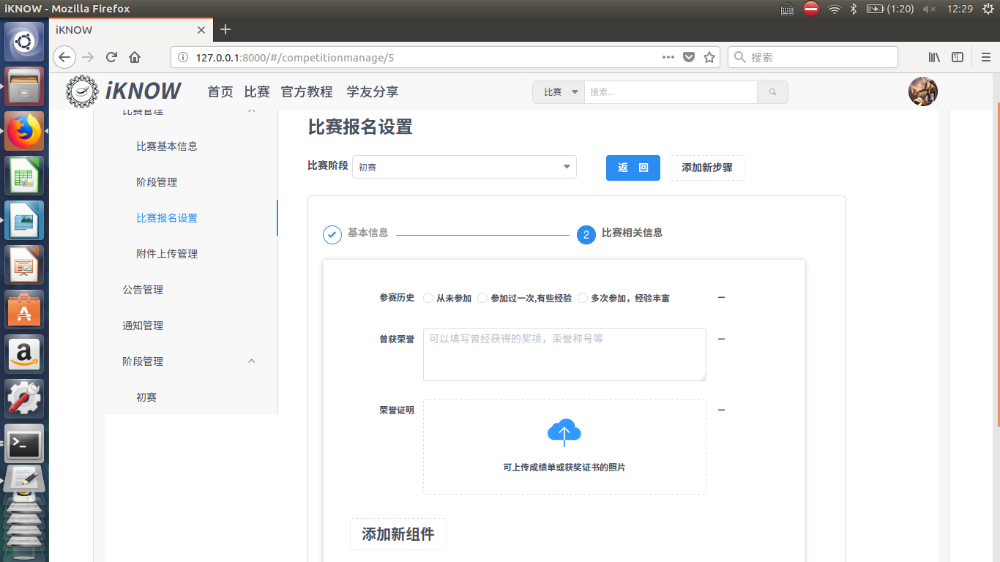 iKNOW - Mozilla Firefox
(1:20)
12:29
iKNOW
127.0.0.1:8000/#/competitionmanage/5
搜索
iKNOW
首页 比赛 官方教程 学友分享
比赛
搜索...
比赛管理
比赛基本信息
阶段管理
比赛报名设置
附件上传管理
公告管理
通知管理
阶段管理
初赛
比赛报名设置
比赛阶段 初赛 返 回 添加新步骤
基本信息
2 比赛相关信息
参赛历史 从未参加 参加过一次,有些经验 多次参加，经验丰富
曾获荣誉 可以填写曾经获得的奖项，荣誉称号等
荣誉证明
可上传成绩单或获奖证书的照片
添加新组件